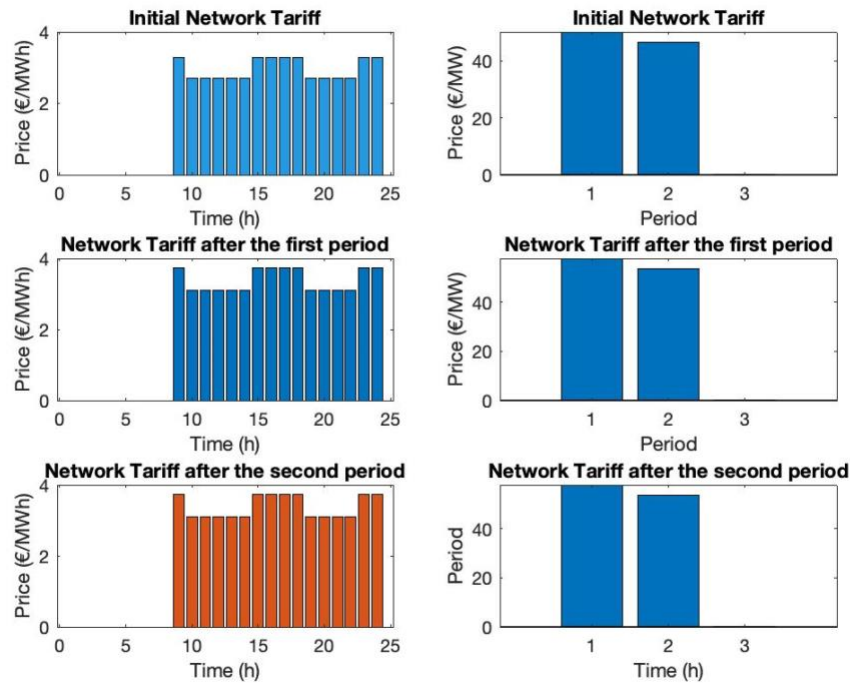 Initial Network Tariff
Price (€/MWh)
4
2
0
0 5 10 15 20 25
Time (h)
Initial Network Tariff
Price (€/MW)
40
20
0
1 2 3
Period
Network Tariff after the first period
Price (€/MWh)
4
2
0
0 5 10 15 20 25
Time (h)
Network Tariff after the first period
Price (€/MW)
40
20
0
1 2 3
Period
Network Tariff after the second period
Price (€/MWh)
4
2
0
0 5 10 15 20 25
Time (h)
Network Tariff after the second period
Period
40
20
0
1 2 3
Time (h)